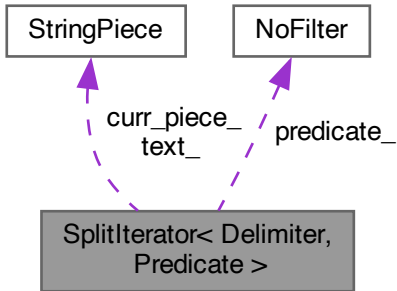 StringPiece
NoFilter
curr_piece_
text_
predicate_
SplitIterator< Delimiter,
Predicate >